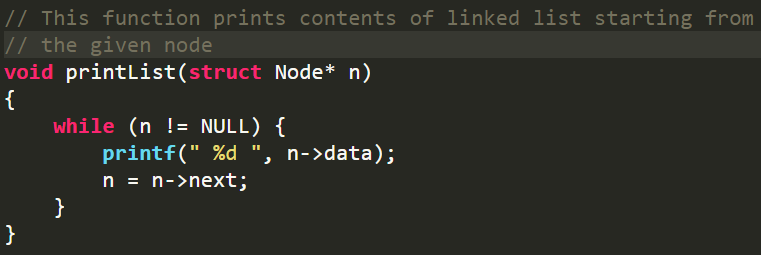 // This function prints contents of linked list starting from
// the given node
void printList(struct Node* n)
{
    while (n != NULL) {
        printf(" %d ", n->data);
        n = n->next;
    }
}